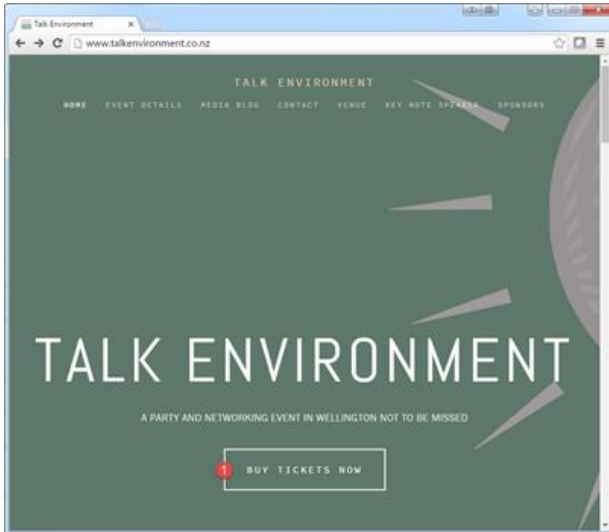 Talk Environment
www.talkenvironment.co.nz
TALK ENVIRONMENT
HOME EVENT DETAILS MEDIA BLOG CONTACT VENUE KEY NOTE SPEAKER SPONSORS
TALK ENVIRONMENT
A PARTY AND NETWORKING EVENT IN WELLINGTON NOT TO BE MISSED
1 BUY TICKETS NOW